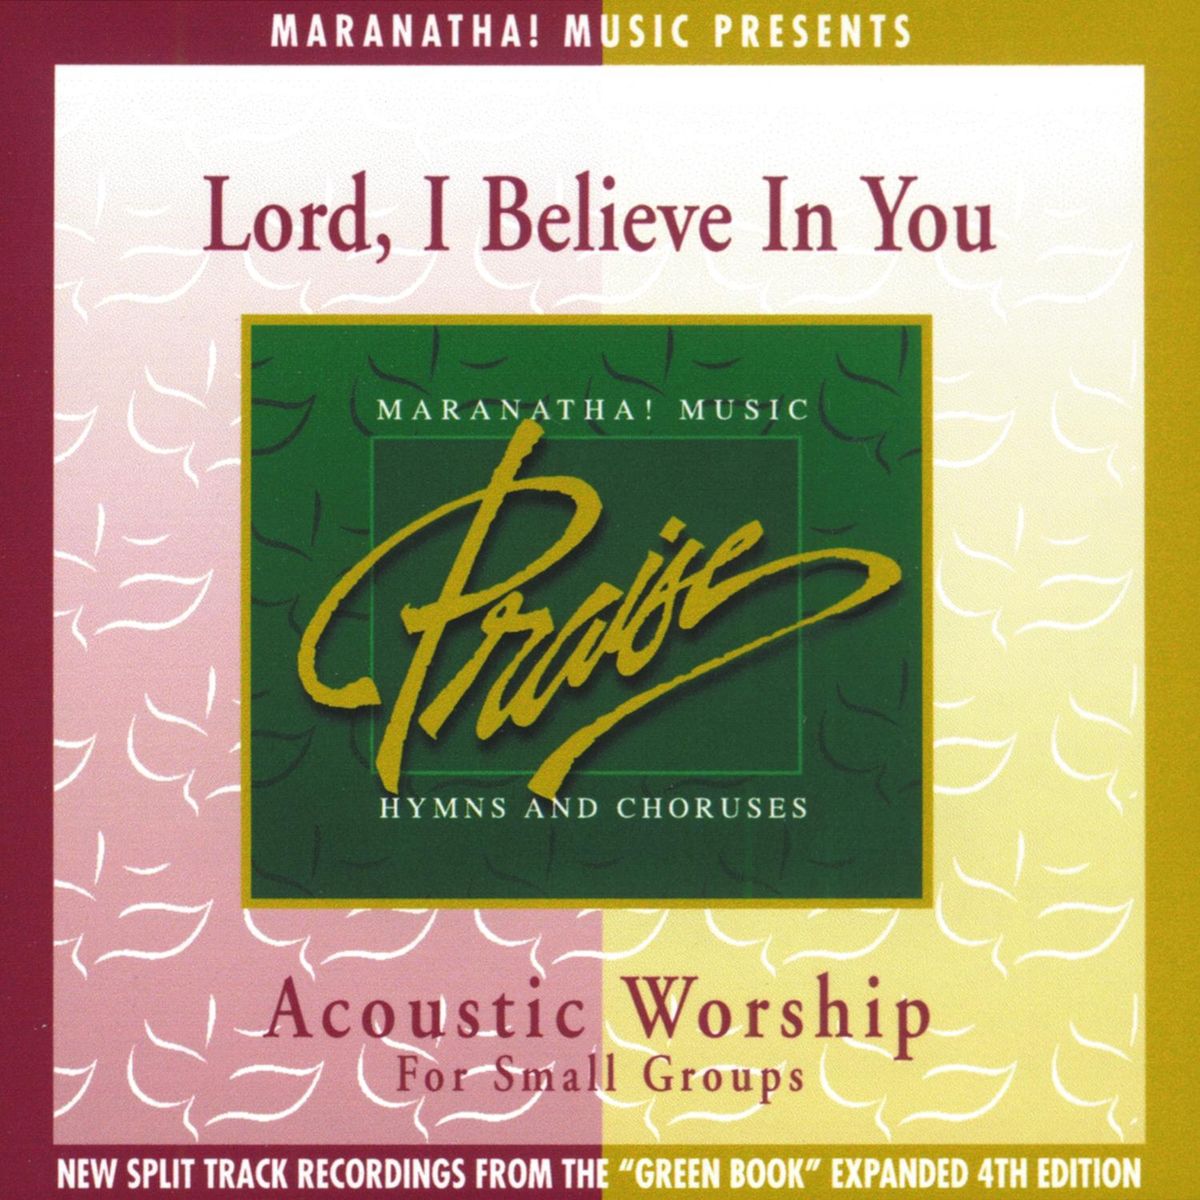 MARANATHA! MUSIC PRESENTS
Lord, I Believe In You
MARANATHA! MUSIC
Praise
HYMNS AND CHORUSES
Acoustic Worship
For Small Groups
NEW SPLIT TRACK RECORDINGS FROM THE "GREEN BOOK" EXPANDED 4TH EDITION